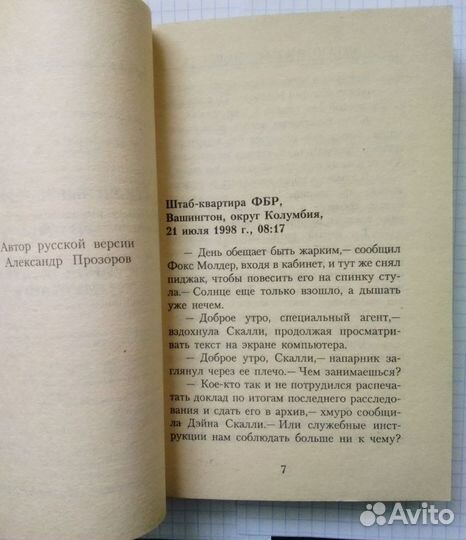 Автор русской версии
Александр Прозоров
Штаб-квартира ФБР,
Вашингтон, округ Колумбия,
21 июля 1998 г., 08:17
— День обещает быть жарким,— сообщил
Фокс Молдер, входя в кабинет, и тут же снял
пиджак, чтобы повесить его на спинку сту-
ла.— Солнце еще только взошло, а дышать
уже нечем.
— Доброе утро, специальный агент,—
вздохнула Скалли, продолжая просматри-
вать текст на экране компьютера.
— Доброе утро, Скалли,— напарник за-
глянул через ее плечо.— Чем занимаешься?
— Кое-кто так и не потрудился распеча-
тать доклад по итогам последнего расследо-
вания и сдать его в архив,— хмуро сообщи-
ла Дэйна Скалли.— Или служебные инст-
рукции нам соблюдать больше ни к чему?
7
Avito